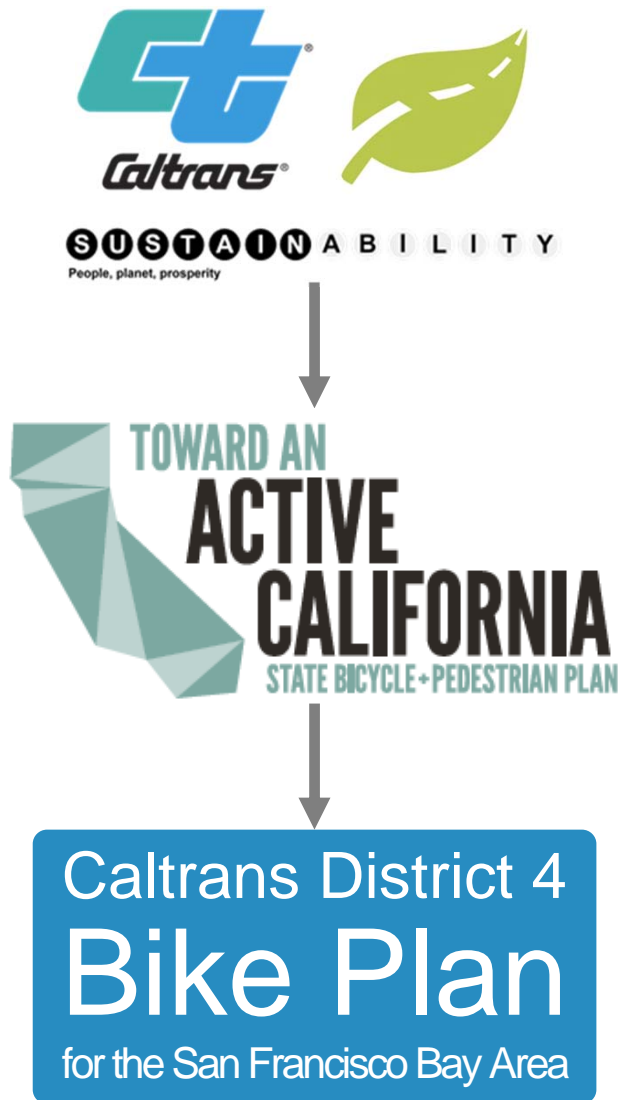 Caltrans®
SUSTAINABILITY
People, planet, prosperity
TOWARD AN
ACTIVE
CALIFORNIA
STATE BICYCLE+PEDESTRIAN PLAN
Caltrans District 4
Bike Plan
for the San Francisco Bay Area